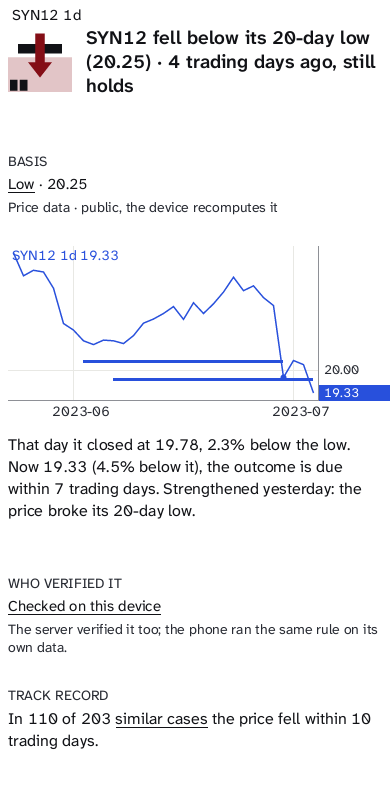 SYN12 1d
SYN12 fell below its 20-day low
(20.25) · 4 trading days ago, still
holds
BASIS
Low · 20.25
Price data · public, the device recomputes it
SYN12 1d 19.33
20.00
19.33
2023-06
2023-07
That day it closed at 19.78, 2.3% below the low.
Now 19.33 (4.5% below it), the outcome is due
within 7 trading days. Strengthened yesterday: the
price broke its 20-day low.
WHO VERIFIED IT
Checked on this device
The server verified it too; the phone ran the same rule on its
own data.
TRACK RECORD
In 110 of 203 similar cases the price fell within 10
trading days.